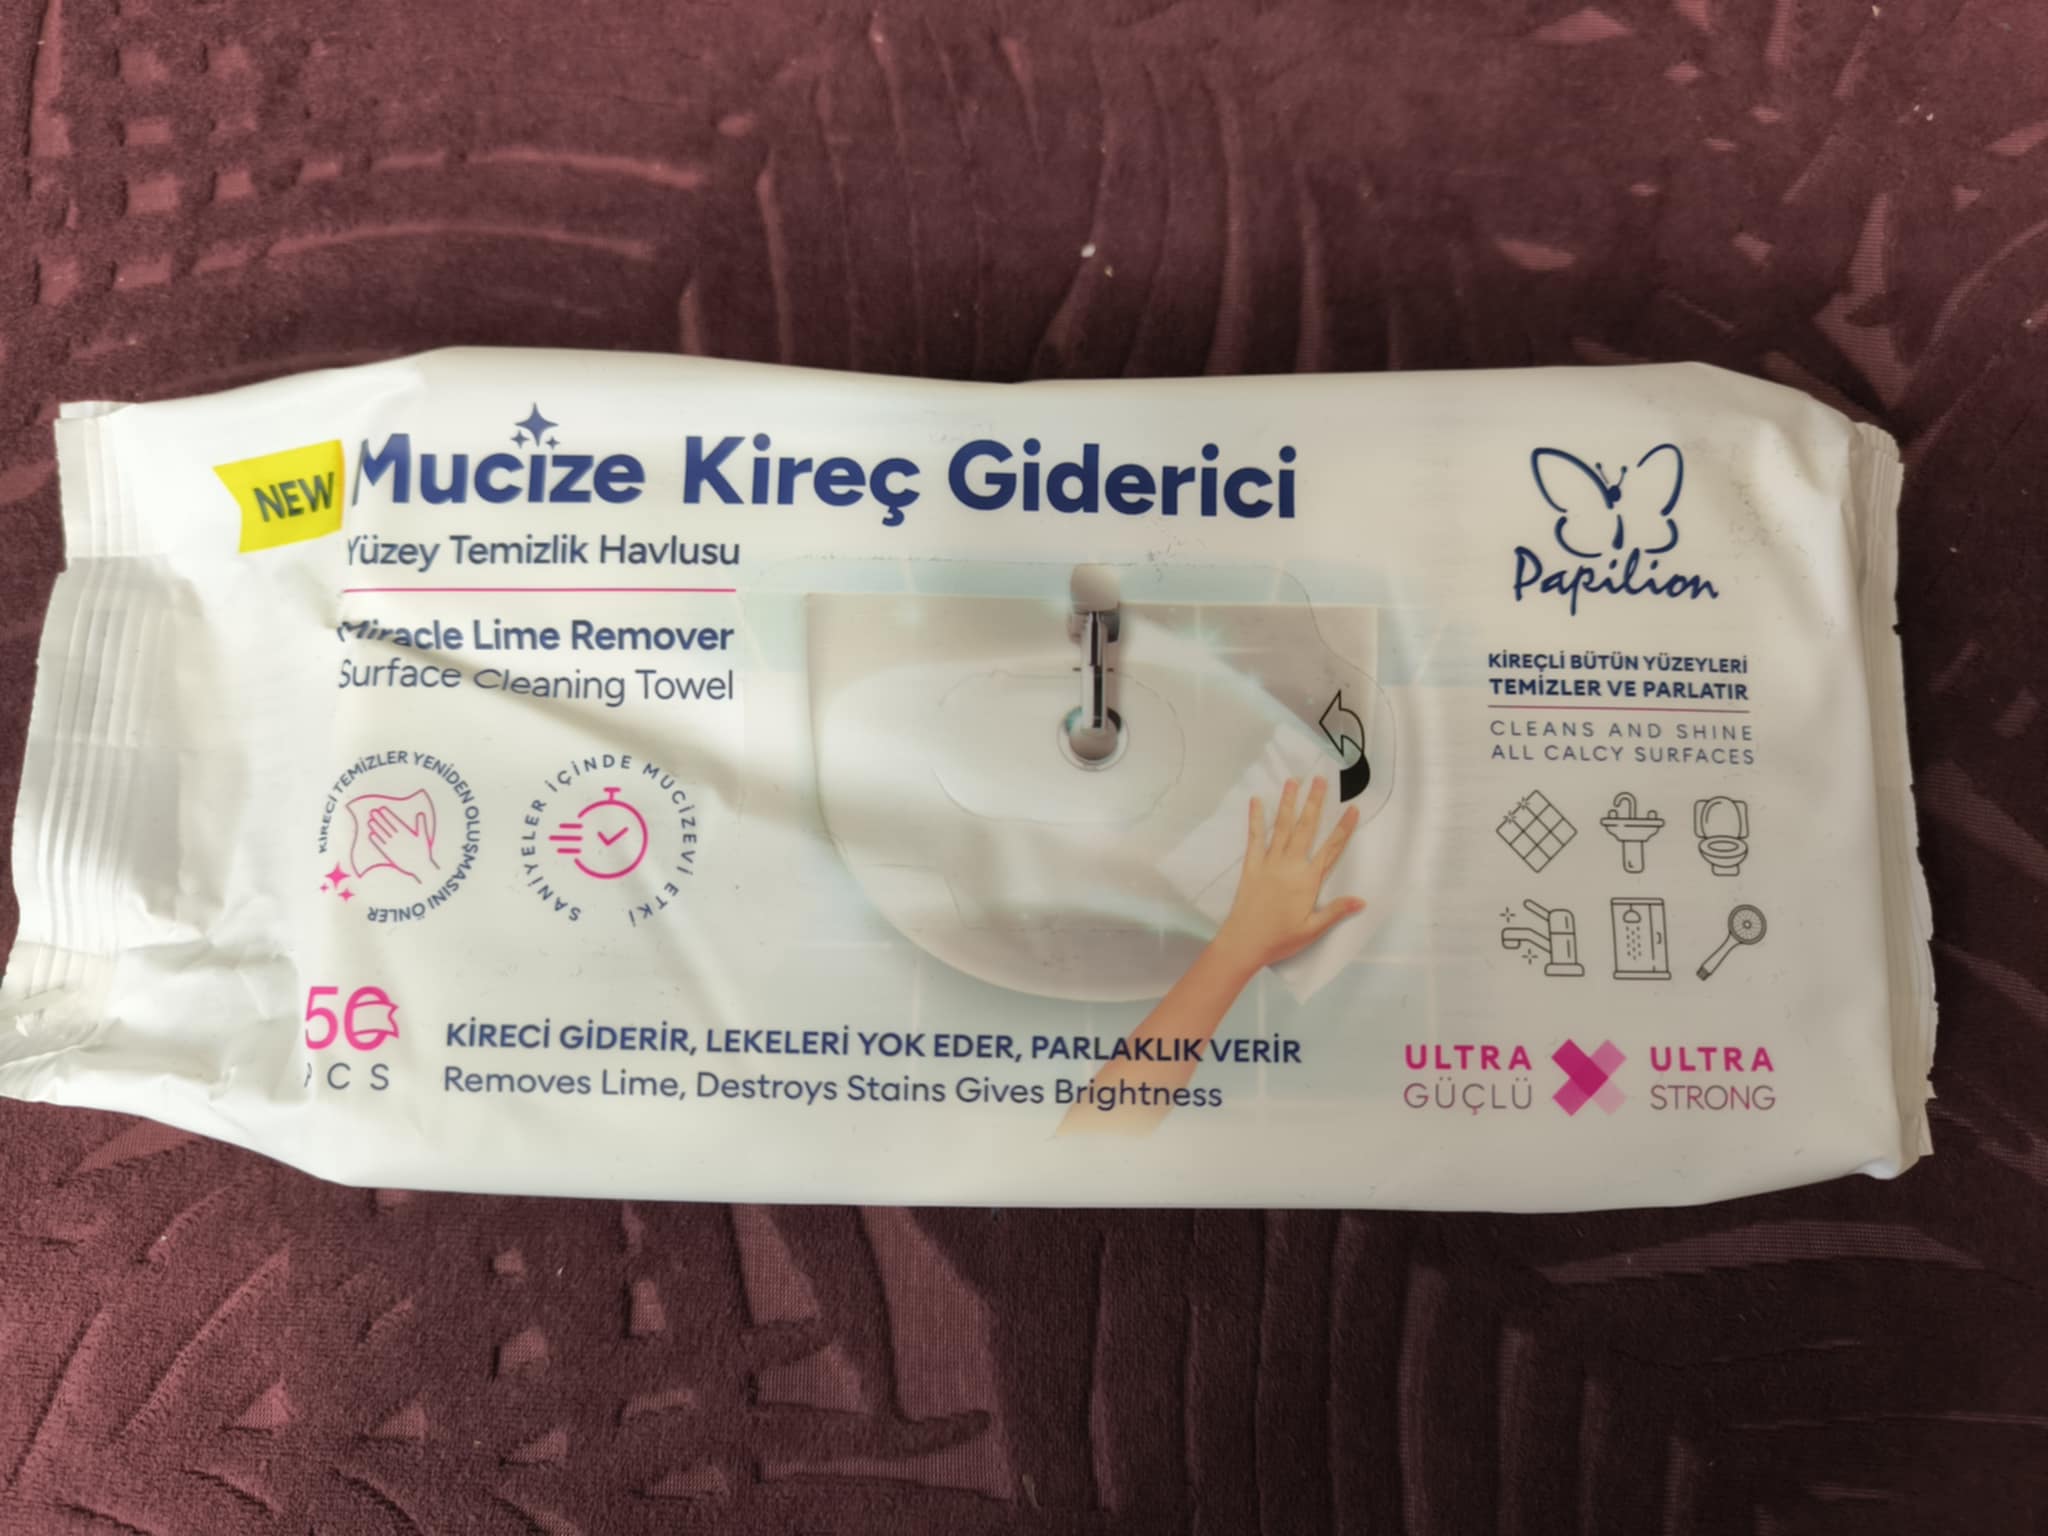 NEW
Mucize Kireç Giderici
Yüzey Temizlik Havlusu
Miracle Lime Remover
Surface Cleaning Towel
KİRECİ TEMİZLER YENİDEN OLUŞMASINI ÖNLER
SANİYELER İÇİNDE MUCİZEVİ ETKİ
50
PCS
KİRECİ GİDERİR, LEKELERİ YOK EDER, PARLAKLIK VERİR
Removes Lime, Destroys Stains Gives Brightness
Papilion
KİREÇLİ BÜTÜN YÜZEYLERİ
TEMİZLER VE PARLATIR
CLEANS AND SHINE
ALL CALCY SURFACES
ULTRA
GÜÇLÜ
ULTRA
STRONG